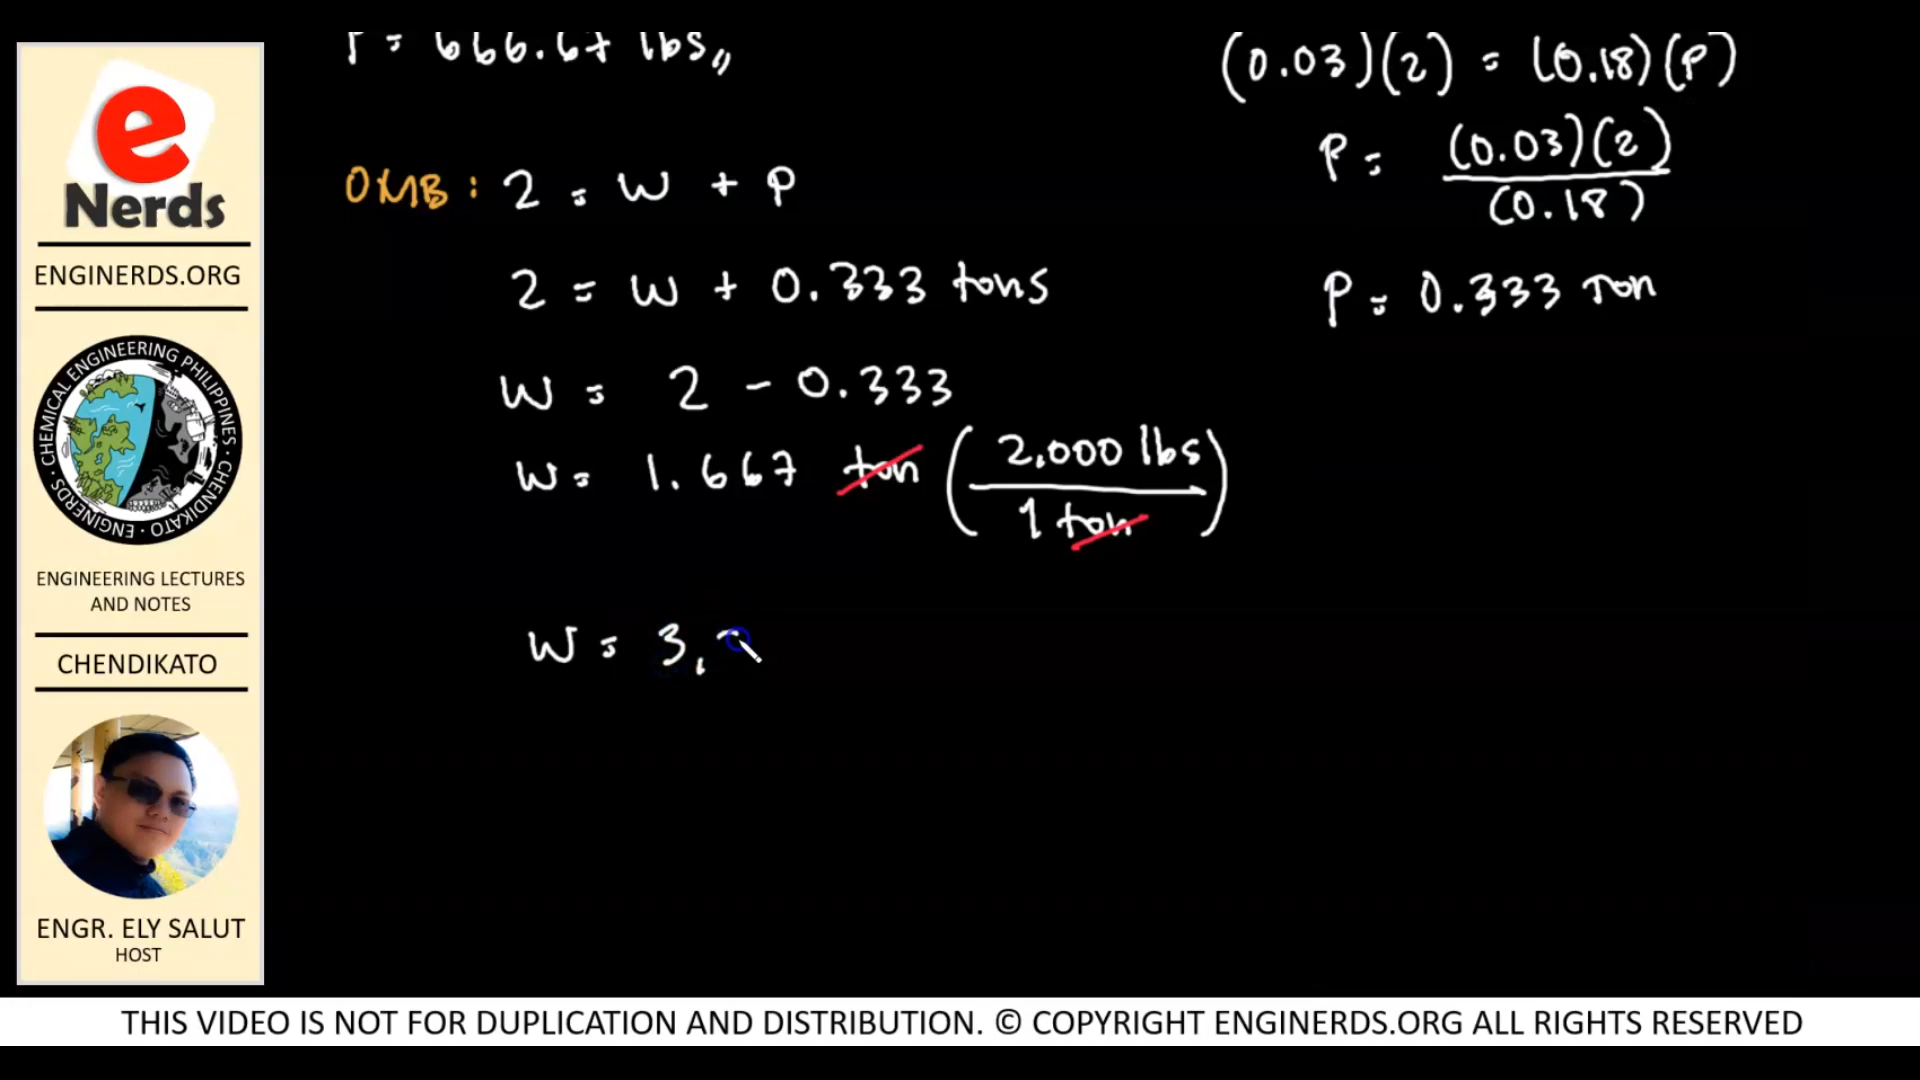 e
Nerds
ENGINERDS.ORG
CHEMICAL ENGINEERING PHILIPPINES · CHENDIKATO · ENGINERDS ·
ENGINEERING LECTURES
AND NOTES
CHENDIKATO
ENGR. ELY SALUT
HOST
= 666.67 lbs,,
OMB: 2 = W + P
2 = W + 0.333 tons
W = 2 - 0.333
W = 1.667 ton (2,000 lbs / 1 ton)
W = 3,
(0.03)(2) = (0.18)(P)
P = (0.03)(2) / (0.18)
P = 0.333 Ton
THIS VIDEO IS NOT FOR DUPLICATION AND DISTRIBUTION. © COPYRIGHT ENGINERDS.ORG ALL RIGHTS RESERVED